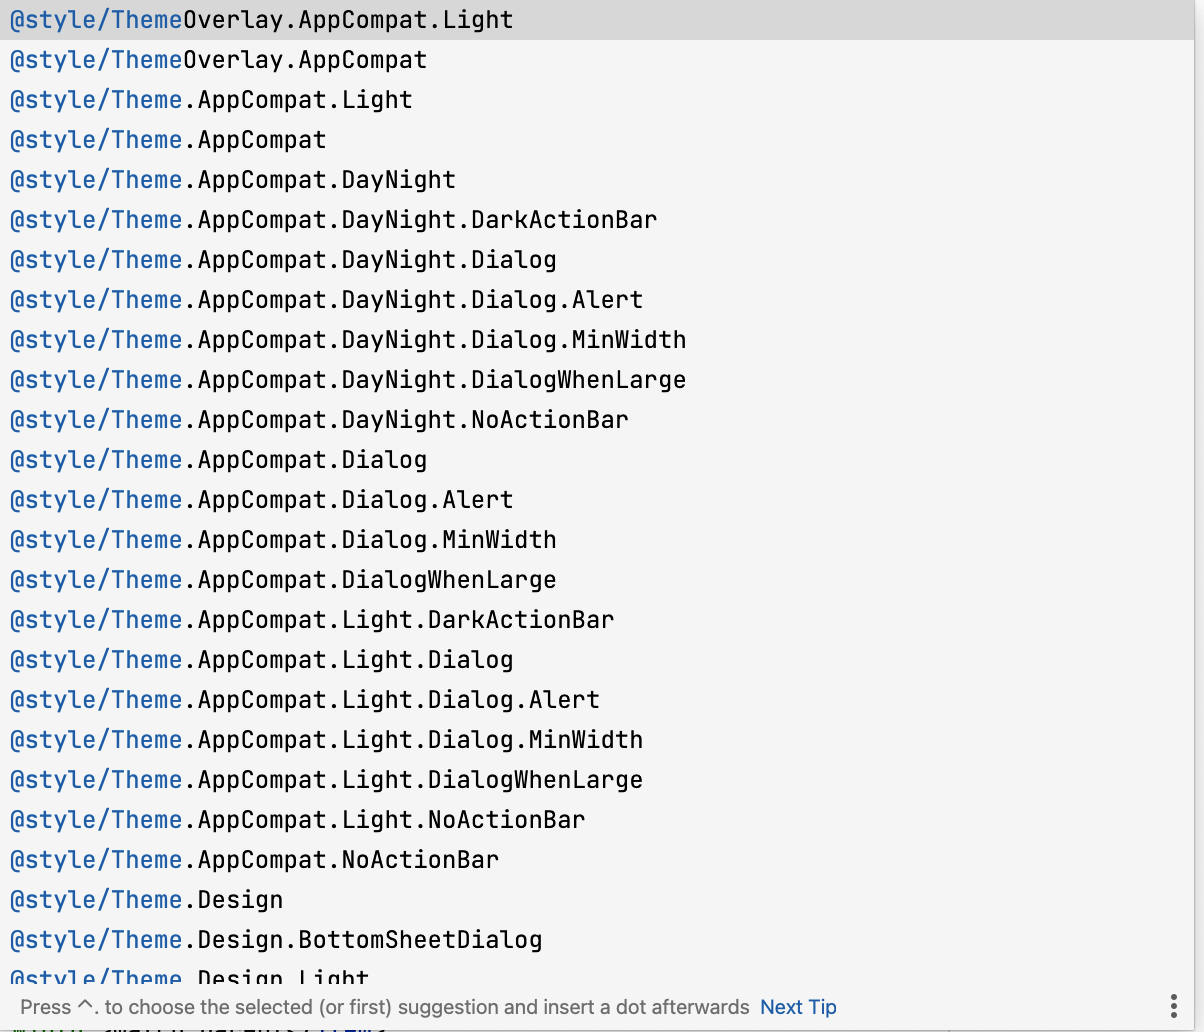 @style/ThemeOverlay.AppCompat.Light
@style/ThemeOverlay.AppCompat
@style/Theme.AppCompat.Light
@style/Theme.AppCompat
@style/Theme.AppCompat.DayNight
@style/Theme.AppCompat.DayNight.DarkActionBar
@style/Theme.AppCompat.DayNight.Dialog
@style/Theme.AppCompat.DayNight.Dialog.Alert
@style/Theme.AppCompat.DayNight.Dialog.MinWidth
@style/Theme.AppCompat.DayNight.DialogWhenLarge
@style/Theme.AppCompat.DayNight.NoActionBar
@style/Theme.AppCompat.Dialog
@style/Theme.AppCompat.Dialog.Alert
@style/Theme.AppCompat.Dialog.MinWidth
@style/Theme.AppCompat.DialogWhenLarge
@style/Theme.AppCompat.Light.DarkActionBar
@style/Theme.AppCompat.Light.Dialog
@style/Theme.AppCompat.Light.Dialog.Alert
@style/Theme.AppCompat.Light.Dialog.MinWidth
@style/Theme.AppCompat.Light.DialogWhenLarge
@style/Theme.AppCompat.Light.NoActionBar
@style/Theme.AppCompat.NoActionBar
@style/Theme.Design
@style/Theme.Design.BottomSheetDialog
@style/Theme.Design.Light
Press ^. to choose the selected (or first) suggestion and insert a dot afterwards Next Tip